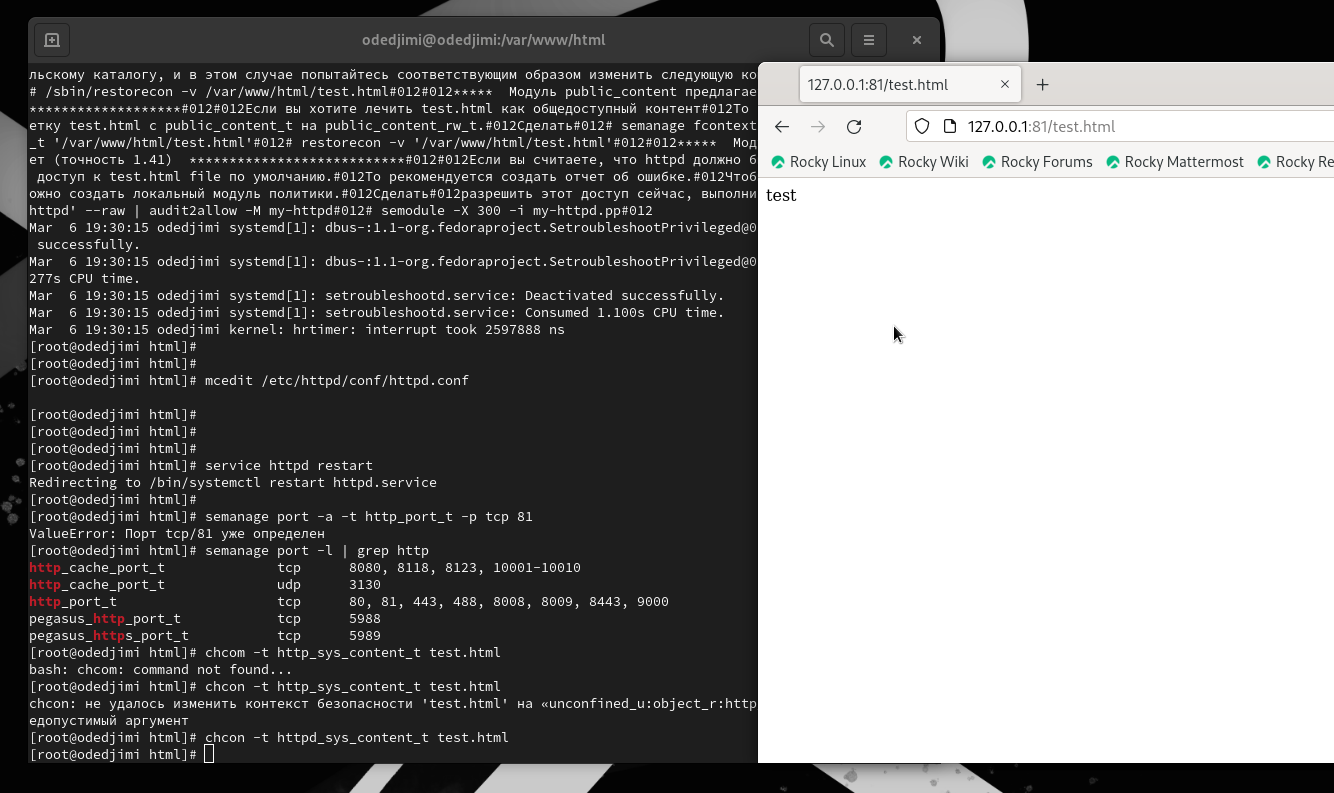 odedjimi@odedjimi:/var/www/html
льскому каталогу, и в этом случае попытайтесь соответствующим образом изменить следующую ко
# /sbin/restorecon -v /var/www/html/test.html#012#012*****  Модуль public_content предлагае
*******************#012#012Если вы хотите лечить test.html как общедоступный контент#012То
етку test.html с public_content_t на public_content_rw_t.#012Сделать#012# semanage fcontext
_t '/var/www/html/test.html'#012# restorecon -v '/var/www/html/test.html'#012#012*****  Мод
ет (точность 1.41)  ***************************#012#012Если вы считаете, что httpd должно б
 доступ к test.html file по умолчанию.#012То рекомендуется создать отчет об ошибке.#012Чтоб
ожно создать локальный модуль политики.#012Сделать#012разрешить этот доступ сейчас, выполни
httpd' --raw | audit2allow -M my-httpd#012# semodule -X 300 -i my-httpd.pp#012
Mar  6 19:30:15 odedjimi systemd[1]: dbus-:1.1-org.fedoraproject.SetroubleshootPrivileged@0
 successfully.
Mar  6 19:30:15 odedjimi systemd[1]: dbus-:1.1-org.fedoraproject.SetroubleshootPrivileged@0
277s CPU time.
Mar  6 19:30:15 odedjimi systemd[1]: setroubleshootd.service: Deactivated successfully.
Mar  6 19:30:15 odedjimi systemd[1]: setroubleshootd.service: Consumed 1.100s CPU time.
Mar  6 19:30:15 odedjimi kernel: hrtimer: interrupt took 2597888 ns
[root@odedjimi html]#
[root@odedjimi html]#
[root@odedjimi html]# mcedit /etc/httpd/conf/httpd.conf
[root@odedjimi html]#
[root@odedjimi html]#
[root@odedjimi html]#
[root@odedjimi html]# service httpd restart
Redirecting to /bin/systemctl restart httpd.service
[root@odedjimi html]#
[root@odedjimi html]# semanage port -a -t http_port_t -p tcp 81
ValueError: Порт tcp/81 уже определен
[root@odedjimi html]# semanage port -l | grep http
http_cache_port_t              tcp      8080, 8118, 8123, 10001-10010
http_cache_port_t              udp      3130
http_port_t                    tcp      80, 81, 443, 488, 8008, 8009, 8443, 9000
pegasus_http_port_t            tcp      5988
pegasus_https_port_t           tcp      5989
[root@odedjimi html]# chcom -t http_sys_content_t test.html
bash: chcom: command not found...
[root@odedjimi html]# chcon -t http_sys_content_t test.html
chcon: не удалось изменить контекст безопасности 'test.html' на «unconfined_u:object_r:http
едопустимый аргумент
[root@odedjimi html]# chcon -t httpd_sys_content_t test.html
[root@odedjimi html]#
127.0.0.1:81/test.html
127.0.0.1:81/test.html
Rocky Linux Rocky Wiki Rocky Forums Rocky Mattermost Rocky Re
test